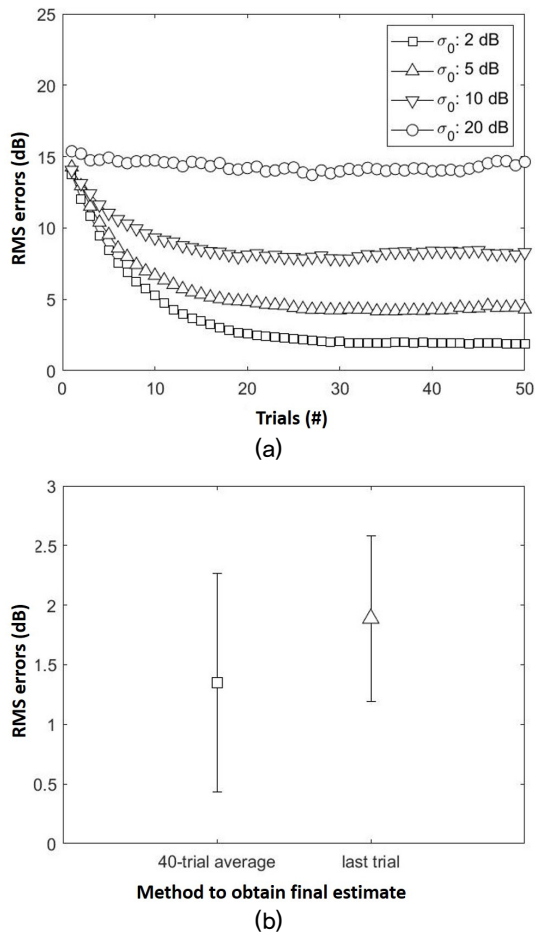 25
20
15
10
5
0
RMS errors (dB)
σ0: 2 dB
σ0: 5 dB
σ0: 10 dB
σ0: 20 dB
0 10 20 30 40 50
Trials (#)
(a)
3
2.5
2
1.5
1
0.5
0
RMS errors (dB)
40-trial average last trial
Method to obtain final estimate
(b)